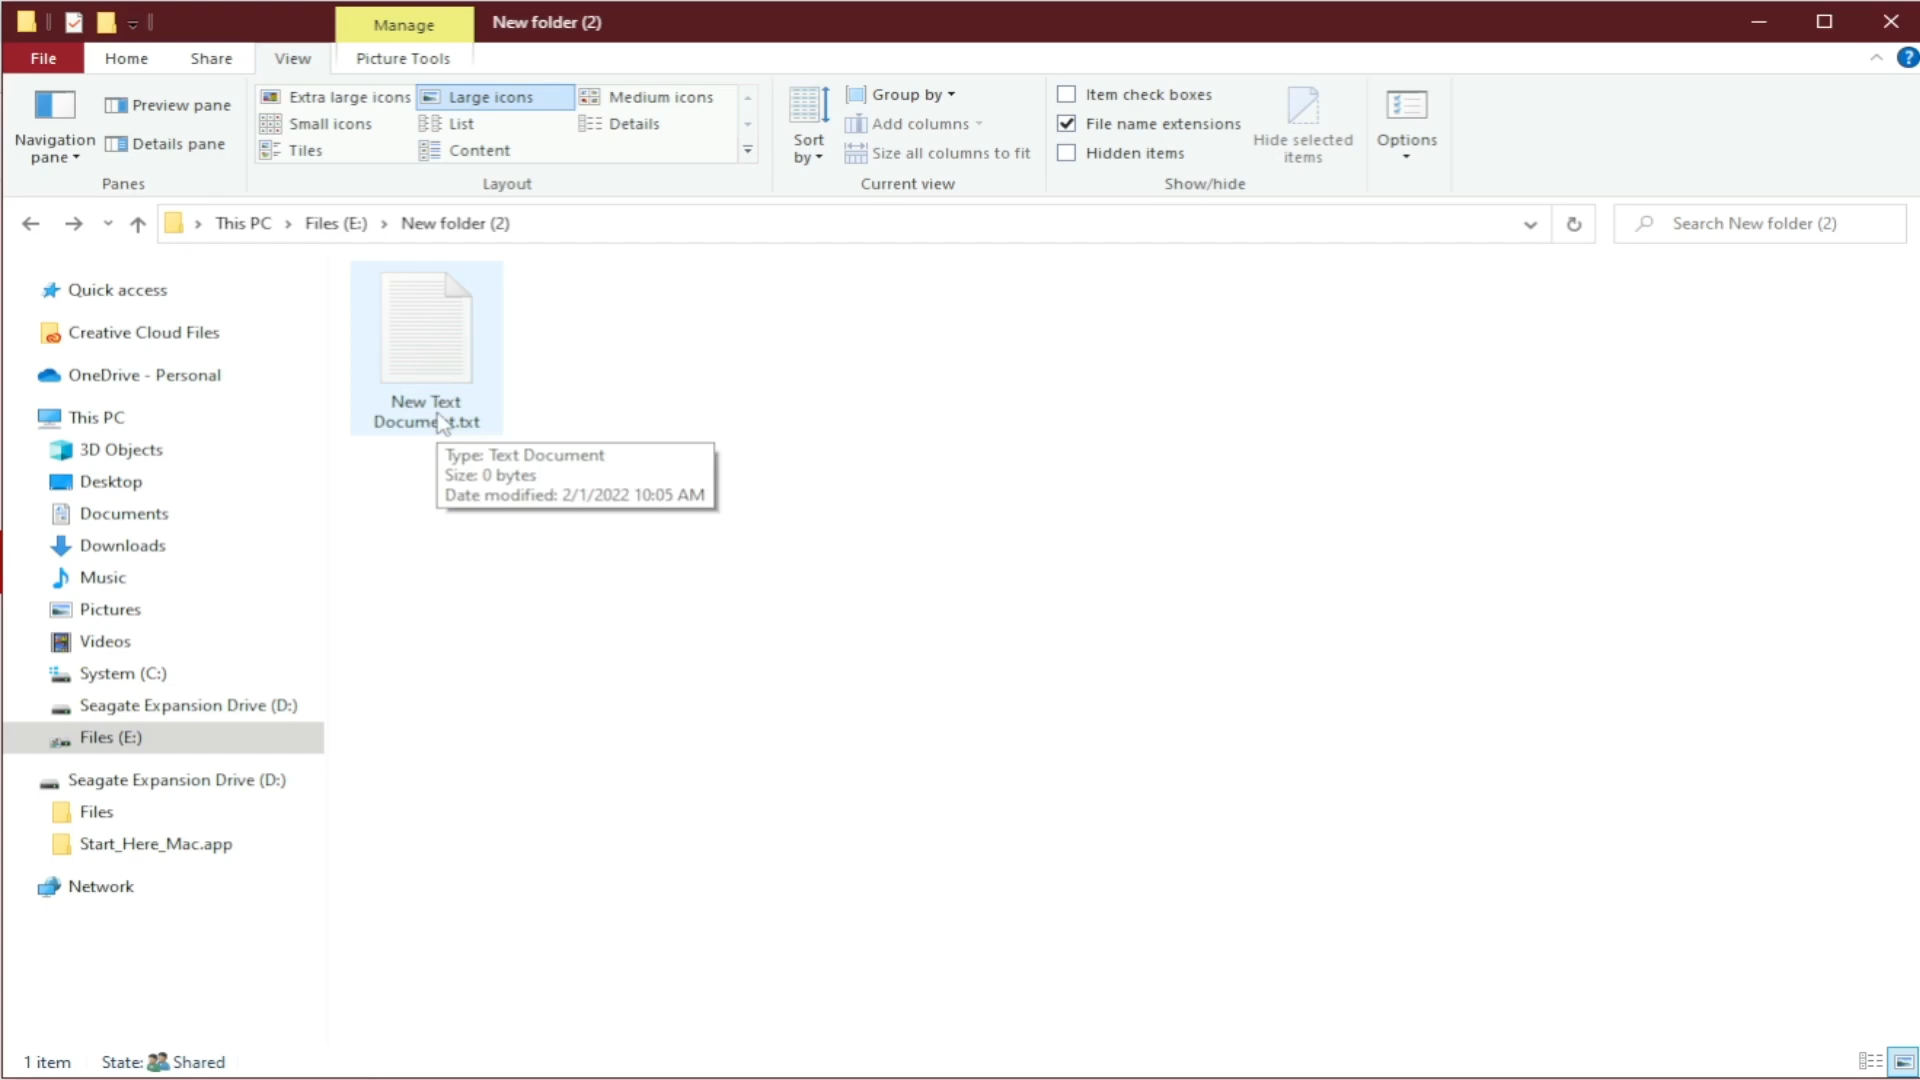 Manage
New folder (2)
File
Home
Share
View
Picture Tools
?
Navigation pane
Preview pane
Details pane
Panes
Extra large icons
Large icons
Medium icons
Small icons
List
Details
Tiles
Content
Layout
Sort by
Group by
Add columns
Size all columns to fit
Current view
Item check boxes
File name extensions
Hidden items
Hide selected items
Show/hide
Options
This PC > Files (E:) > New folder (2)
Search New folder (2)
Quick access
Creative Cloud Files
OneDrive - Personal
This PC
3D Objects
Desktop
Documents
Downloads
Music
Pictures
Videos
System (C:)
Seagate Expansion Drive (D:)
Files (E:)
Seagate Expansion Drive (D:)
Files
Start_Here_Mac.app
Network
New Text
Document.txt
Type: Text Document
Size: 0 bytes
Date modified: 2/1/2022 10:05 AM
1 item
State: Shared